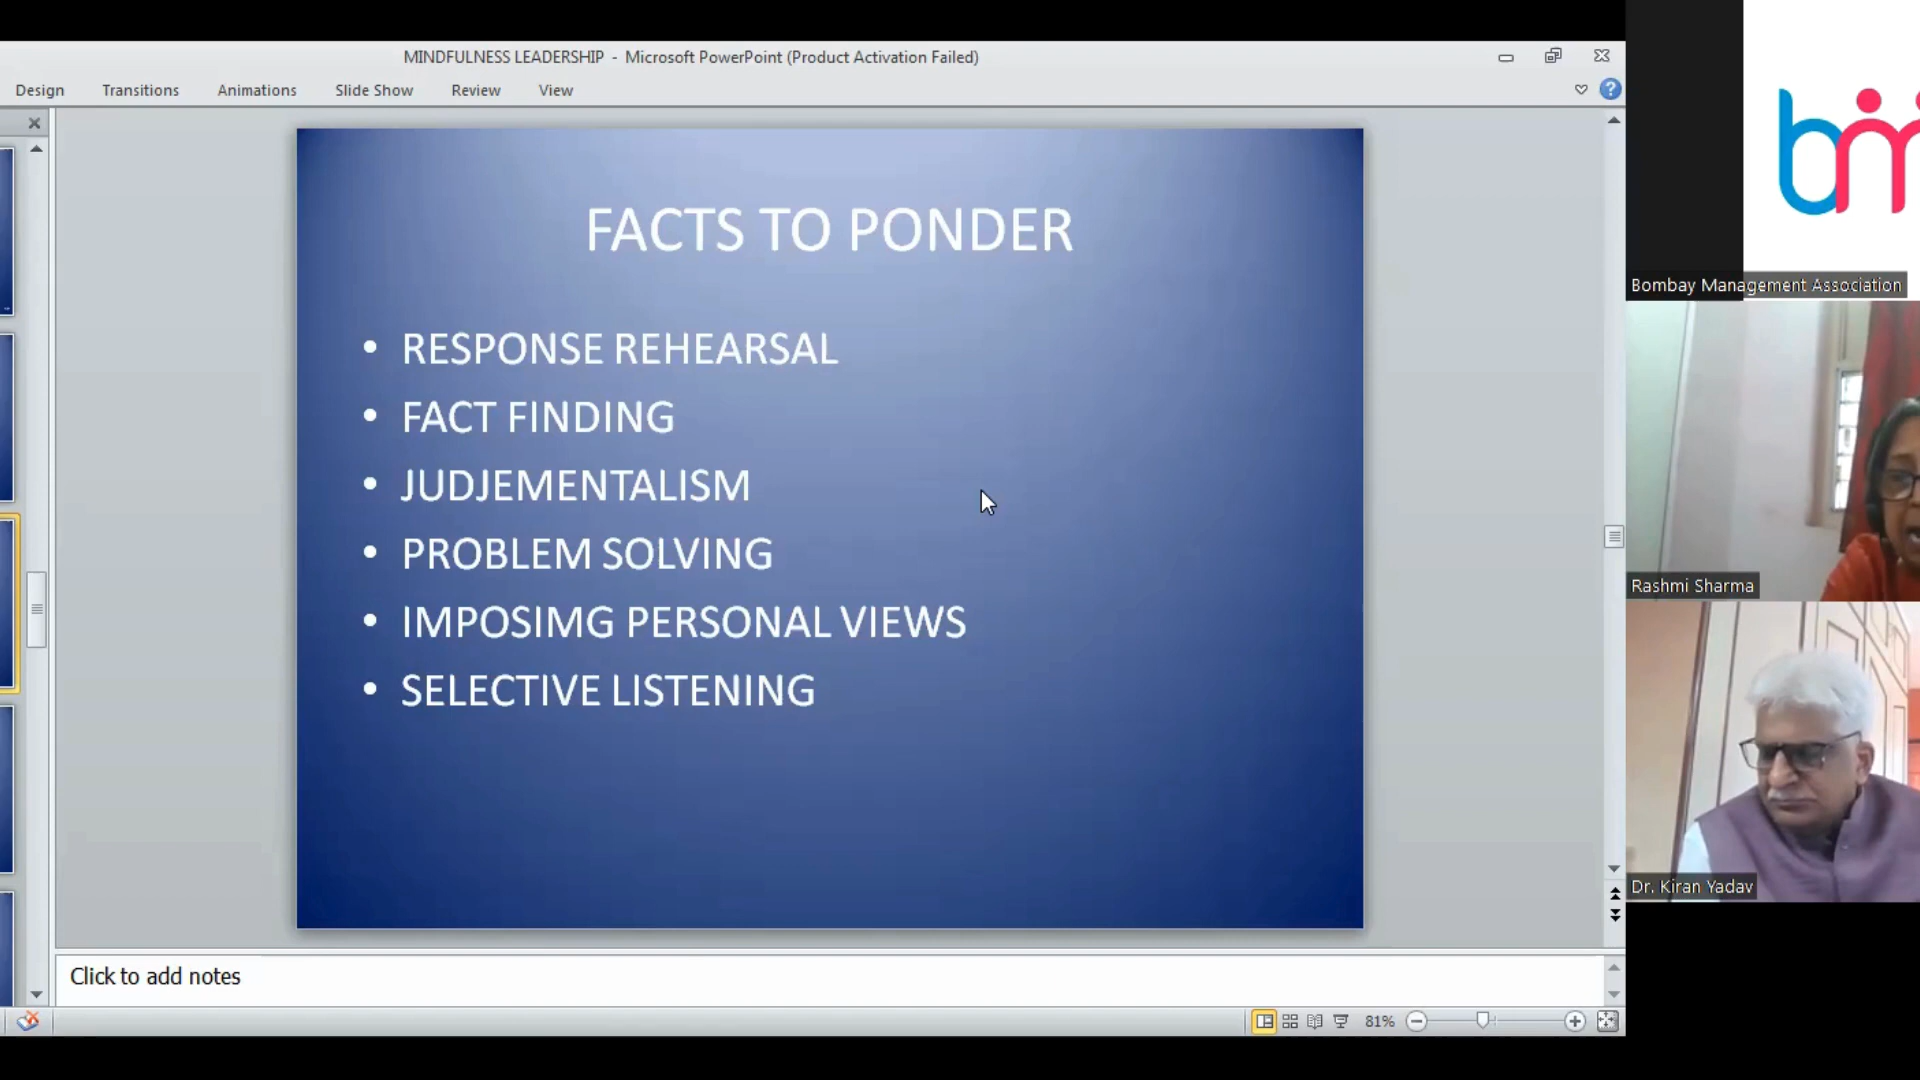 MINDFULNESS LEADERSHIP - Microsoft PowerPoint (Product Activation Failed)
Design Transitions Animations Slide Show Review View
FACTS TO PONDER
• RESPONSE REHEARSAL
• FACT FINDING
• JUDJEMENTALISM
• PROBLEM SOLVING
• IMPOSIMG PERSONAL VIEWS
• SELECTIVE LISTENING
Click to add notes
81%
bm
Bombay Management Association
Rashmi Sharma
Dr. Kiran Yadav